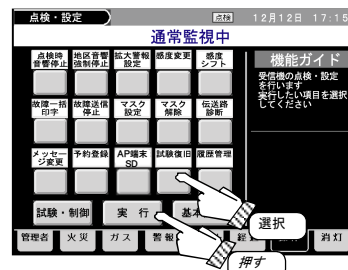 点検・設定
点検
12月12日 17:15
通常監視中
点検時 地区音響 拡大警報 感度変更 感度
音響停止 強制停止 設定 シフト
故障一括 故障送信 マスク マスク 伝送路
印字 停止 設定 解除 診断
メッセー 予約登録 AP端末 試験復旧 履歴管理
ジ変更 SD
機能ガイド
受信機の点検・設定
を行います
実行したい項目を選択
してください
試験・制御 実 行 基本
選択
管理者 火災 ガス 警報 消灯
押す